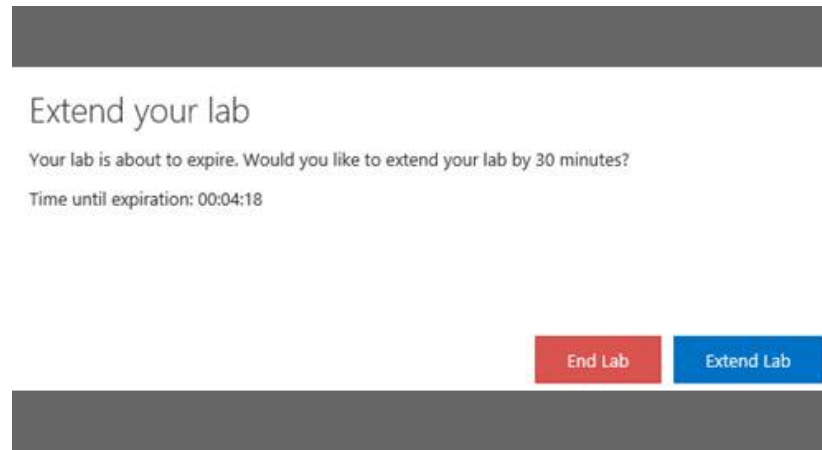 Extend your lab
Your lab is about to expire. Would you like to extend your lab by 30 minutes?
Time until expiration: 00:04:18
End Lab
Extend Lab